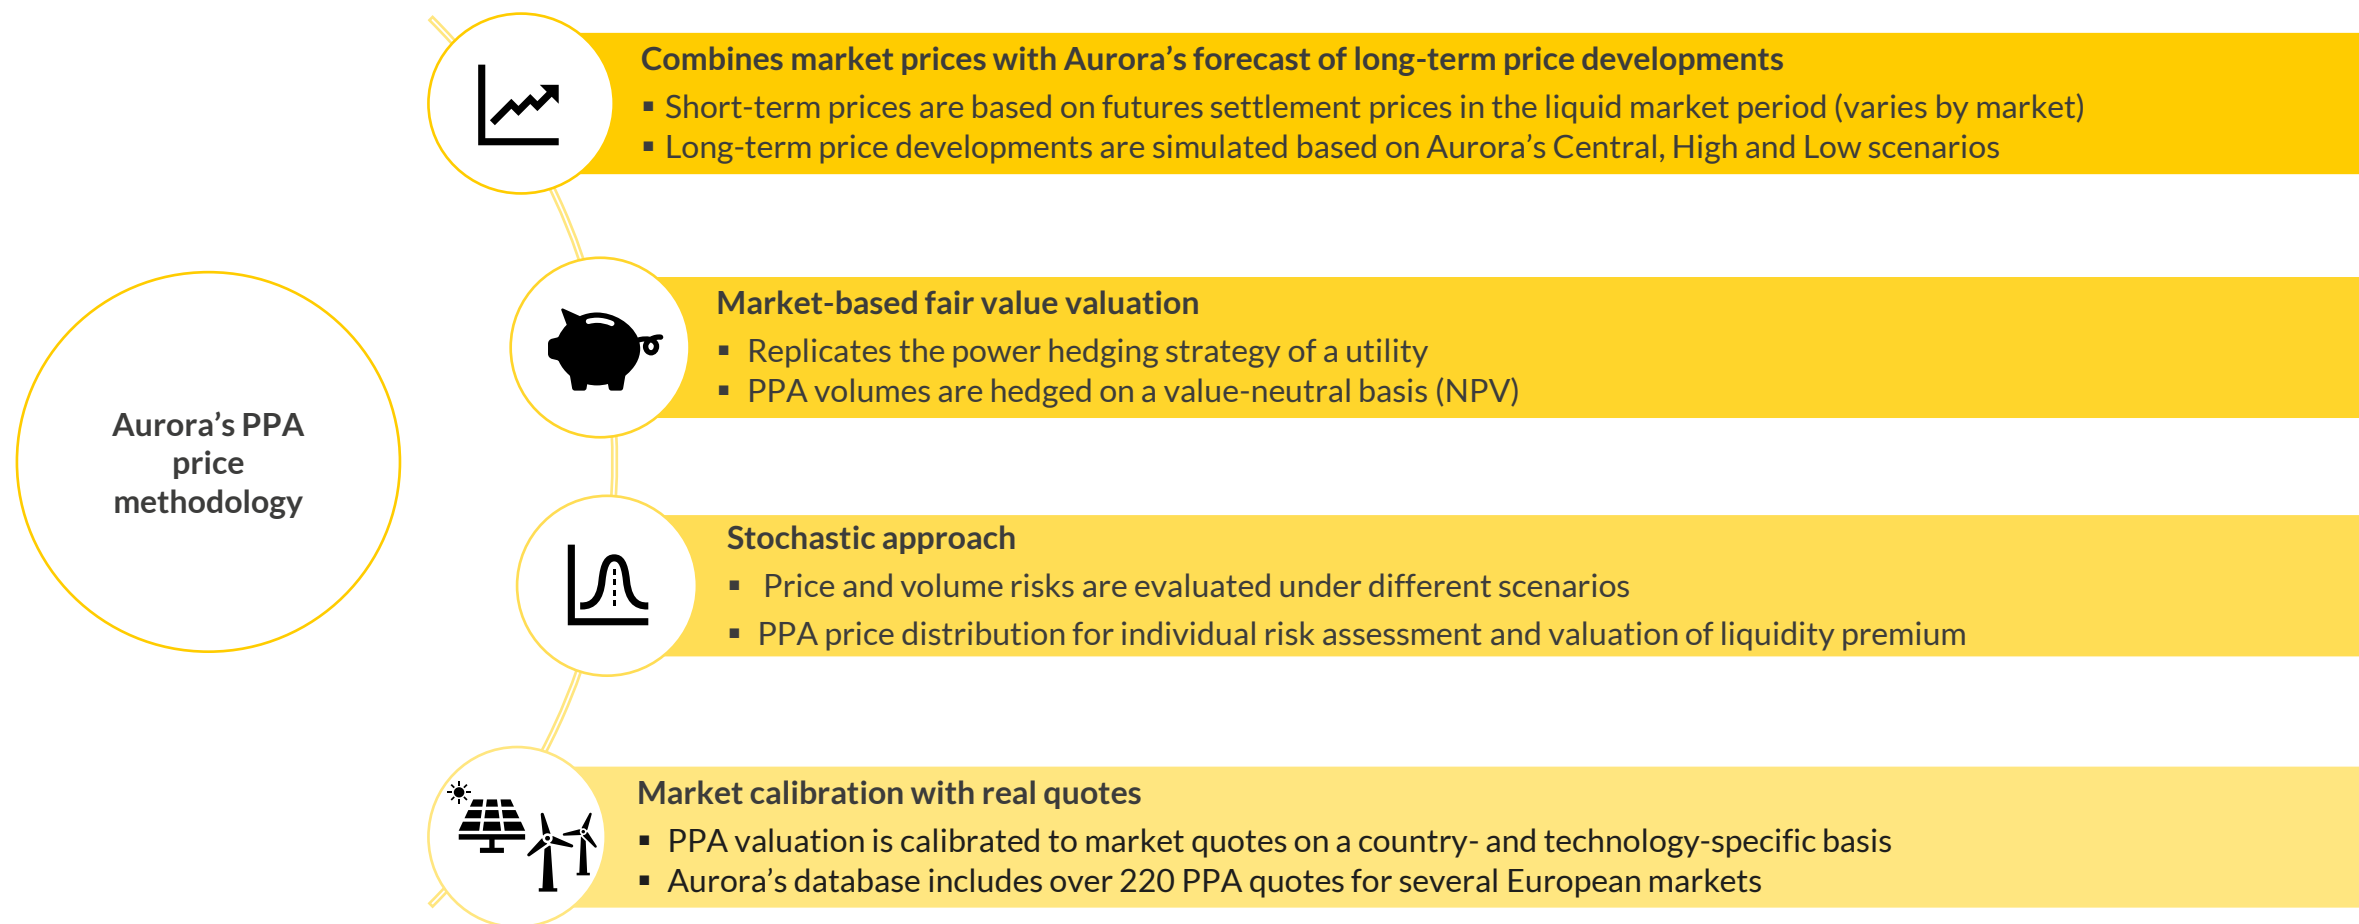 Aurora’s PPA
price
methodology
Combines market prices with Aurora’s forecast of long-term price developments
▪ Short-term prices are based on futures settlement prices in the liquid market period (varies by market)
▪ Long-term price developments are simulated based on Aurora’s Central, High and Low scenarios
Market-based fair value valuation
▪ Replicates the power hedging strategy of a utility
▪ PPA volumes are hedged on a value-neutral basis (NPV)
Stochastic approach
▪ Price and volume risks are evaluated under different scenarios
▪ PPA price distribution for individual risk assessment and valuation of liquidity premium
Market calibration with real quotes
▪ PPA valuation is calibrated to market quotes on a country- and technology-specific basis
▪ Aurora’s database includes over 220 PPA quotes for several European markets